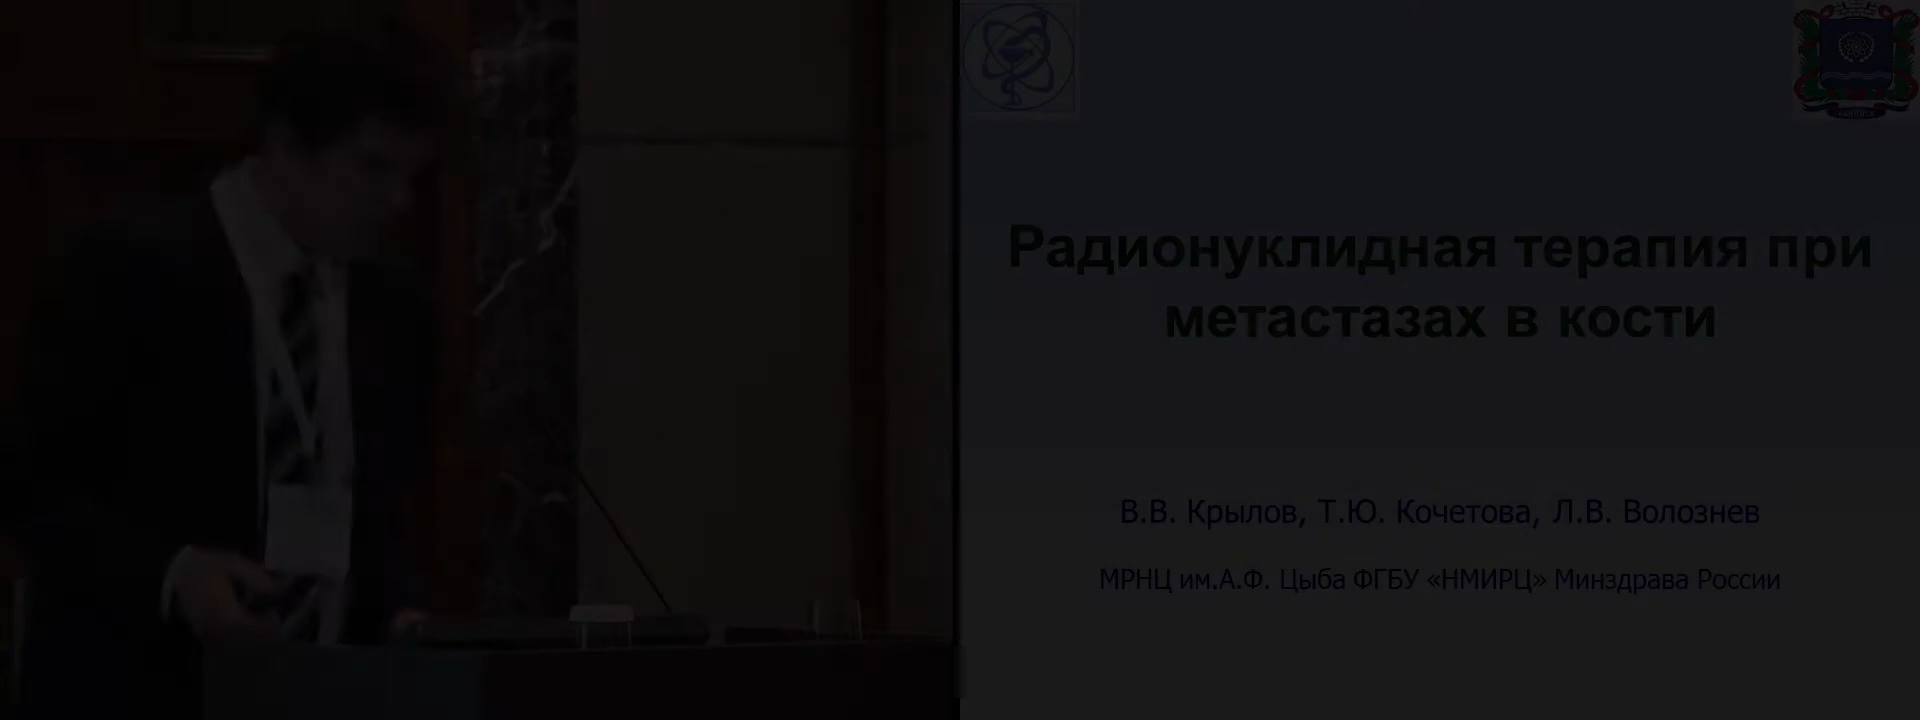 Радионуклидная терапия при
метастазах в кости
В.В. Крылов, Т.Ю. Кочетова, Л.В. Волознев
МРНЦ им.А.Ф. Цыба ФГБУ «НМИРЦ» Минздрава России